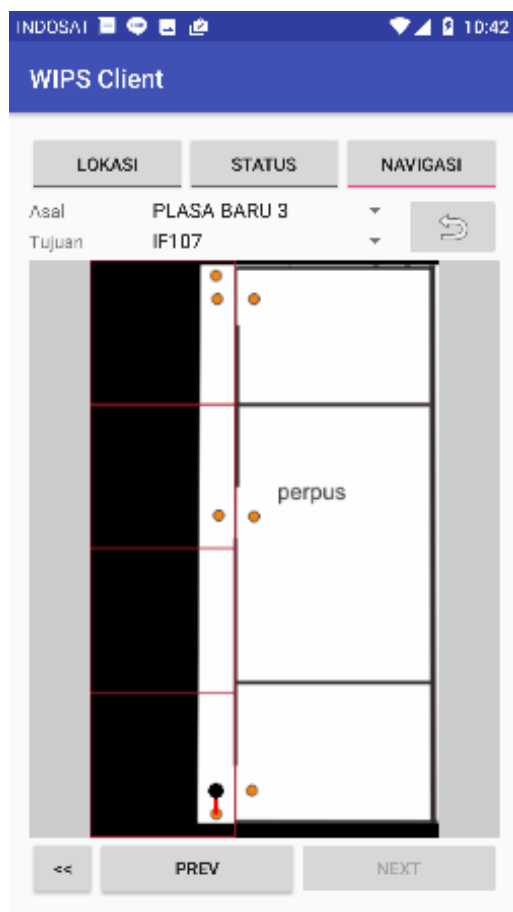 INDOSAT 10:42
WIPS Client
LOKASI STATUS NAVIGASI
Asal PLASA BARU 3
Tujuan IF107
perpus
<< PREV NEXT